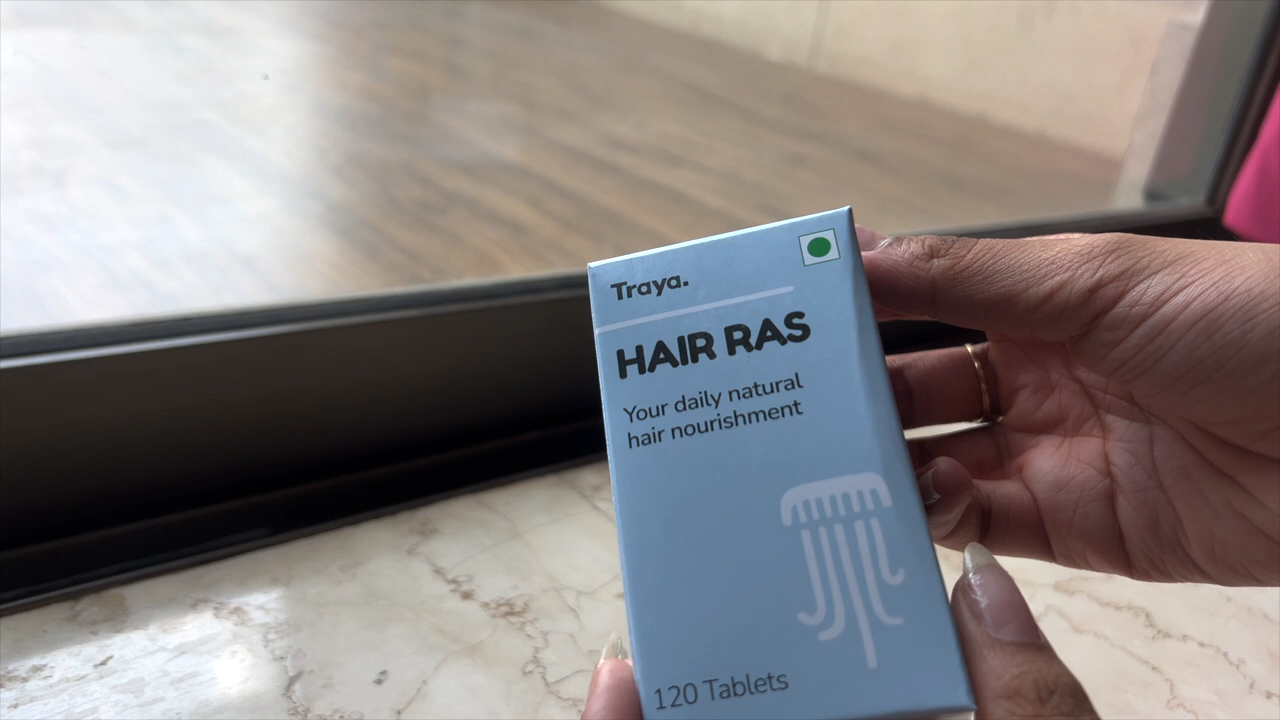 Traya.
HAIR RAS
Your daily natural
hair nourishment
120 Tablets